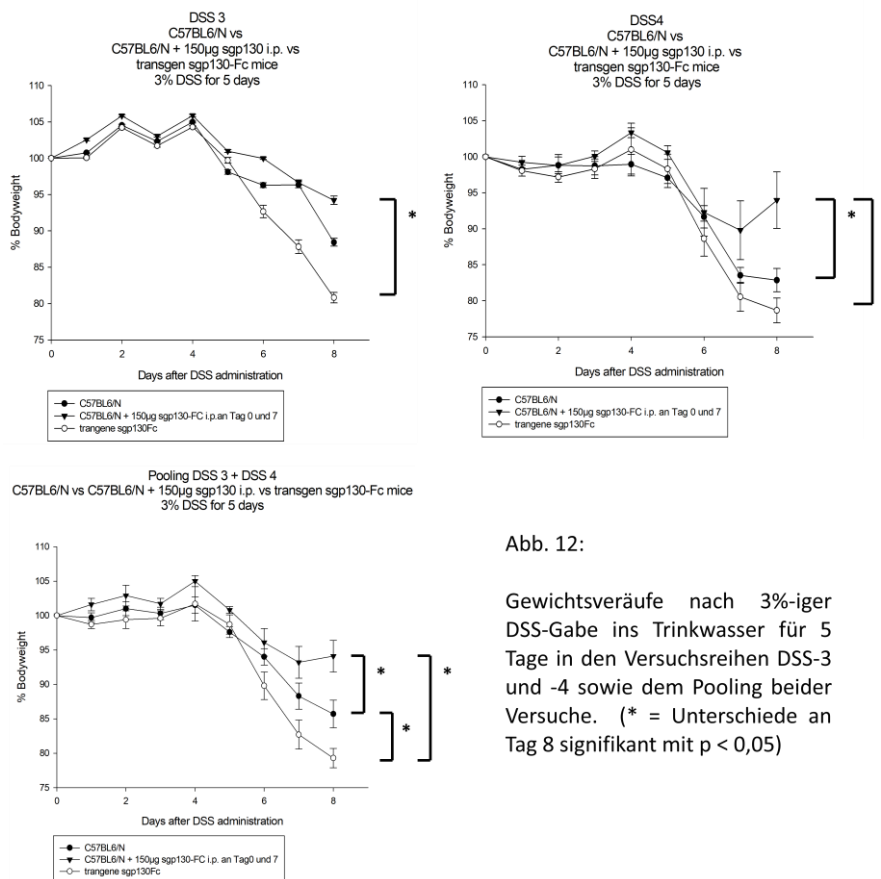 DSS 3
C57BL6/N vs
C57BL6/N + 150µg sgp130 i.p. vs
transgen sgp130-Fc mice
3% DSS for 5 days
% Bodyweight
110
105
100
95
90
85
80
75
*
0 2 4 6 8
Days after DSS administration
C57BL6/N
C57BL6/N + 150µg sgp130-FC i.p.an Tag 0 und 7
trangene sgp130Fc
DSS4
C57BL6/N vs
C57BL6/N + 150µg sgp130 i.p. vs
transgen sgp130-Fc mice
3% DSS for 5 days
% Bodyweight
110
105
100
95
90
85
80
75
* *
0 2 4 6 8
Days after DSS administration
C57BL6/N
C57BL6/N + 150µg sgp130-FC i.p. an Tag 0 und 7
trangene sgp130Fc
Pooling DSS 3 + DSS 4
C57BL6/N vs C57BL6/N + 150µg sgp130 i.p. vs transgen sgp130-Fc mice
3% DSS for 5 days
% Bodyweight
110
105
100
95
90
85
80
75
* *
*
0 2 4 6 8
Days after DSS administration
C57BL6/N
C57BL6/N + 150µg sgp130-FC i.p. an Tag0 und 7
trangene sgp130Fc
Abb. 12:
Gewichtsveräufe nach 3%-iger
DSS-Gabe ins Trinkwasser für 5
Tage in den Versuchsreihen DSS-3
und -4 sowie dem Pooling beider
Versuche. (* = Unterschiede an
Tag 8 signifikant mit p < 0,05)